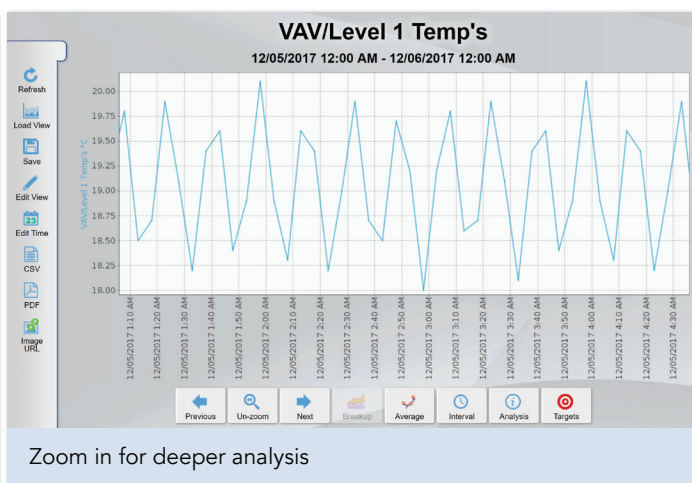 VAV/Level 1 Temp's
12/05/2017 12:00 AM - 12/06/2017 12:00 AM
Refresh
Load View
Save
Edit View
23
Edit Time
CSV
PDF
Image
URL
VAV/Level 1 Temp's °C
20.00
19.75
19.50
19.25
19.00
18.75
18.50
18.25
18.00
12/05/2017 1:10 AM
12/05/2017 1:20 AM
12/05/2017 1:30 AM
12/05/2017 1:40 AM
12/05/2017 1:50 AM
12/05/2017 2:00 AM
12/05/2017 2:10 AM
12/05/2017 2:20 AM
12/05/2017 2:30 AM
12/05/2017 2:40 AM
12/05/2017 2:50 AM
12/05/2017 3:00 AM
12/05/2017 3:10 AM
12/05/2017 3:20 AM
12/05/2017 3:30 AM
12/05/2017 3:40 AM
12/05/2017 3:50 AM
12/05/2017 4:00 AM
12/05/2017 4:10 AM
12/05/2017 4:20 AM
12/05/2017 4:30 AM
Previous
Un-zoom
Next
Breakup
Average
Interval
Analysis
Targets
Zoom in for deeper analysis